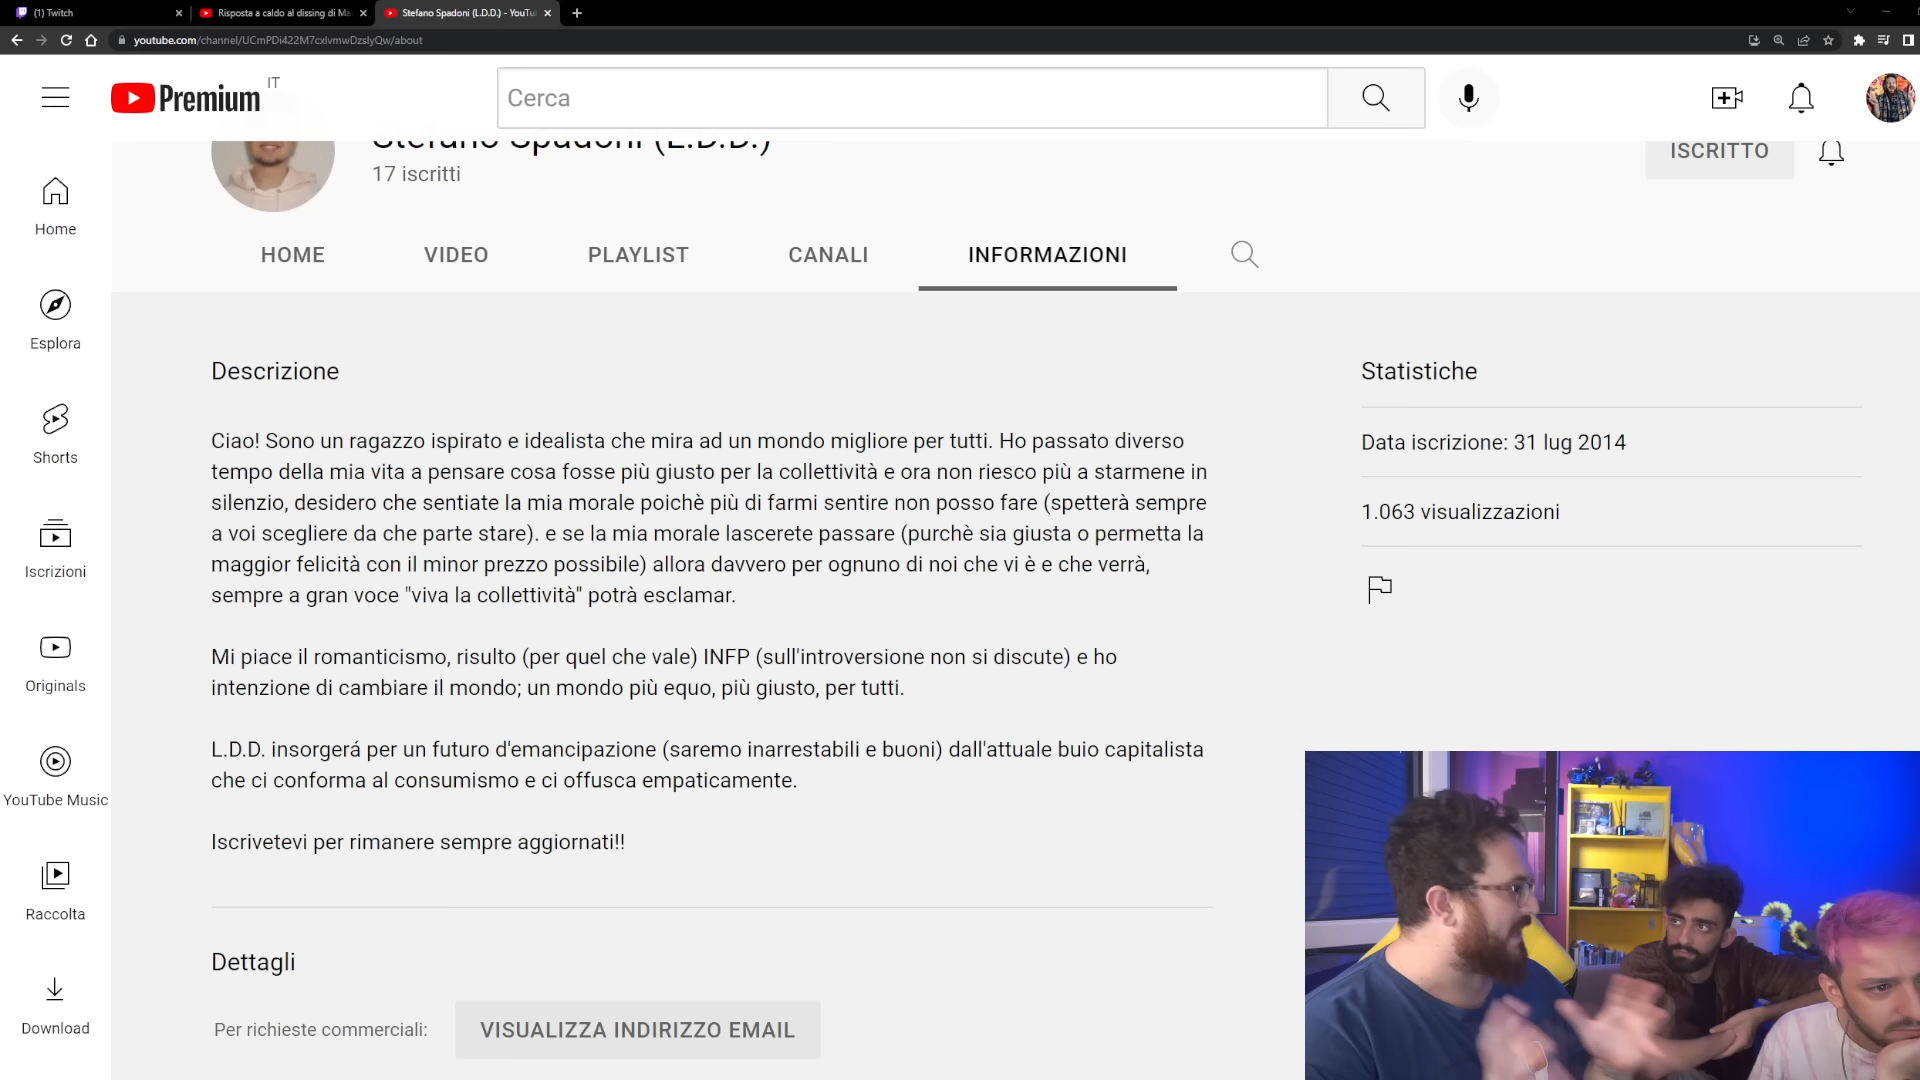 (1) Twitch
Risposta a caldo al dissing di Ma
Stefano Spadoni (L.D.D.) - YouTu
youtube.com/channel/UCmPDi422M7cxlvmwDzslyQw/about
Premium IT
Cerca
Stefano Spadoni (L.D.D.)
17 iscritti
ISCRITTO
HOME VIDEO PLAYLIST CANALI INFORMAZIONI
Home
Esplora
Shorts
Iscrizioni
Originals
YouTube Music
Raccolta
Download
Descrizione
Ciao! Sono un ragazzo ispirato e idealista che mira ad un mondo migliore per tutti. Ho passato diverso
tempo della mia vita a pensare cosa fosse più giusto per la collettività e ora non riesco più a starmene in
silenzio, desidero che sentiate la mia morale poichè più di farmi sentire non posso fare (spetterà sempre
a voi scegliere da che parte stare). e se la mia morale lascerete passare (purchè sia giusta o permetta la
maggior felicità con il minor prezzo possibile) allora davvero per ognuno di noi che vi è e che verrà,
sempre a gran voce "viva la collettività" potrà esclamar.
Mi piace il romanticismo, risulto (per quel che vale) INFP (sull'introversione non si discute) e ho
intenzione di cambiare il mondo; un mondo più equo, più giusto, per tutti.
L.D.D. insorgerá per un futuro d'emancipazione (saremo inarrestabili e buoni) dall'attuale buio capitalista
che ci conforma al consumismo e ci offusca empaticamente.
Iscrivetevi per rimanere sempre aggiornati!!
Statistiche
Data iscrizione: 31 lug 2014
1.063 visualizzazioni
Dettagli
Per richieste commerciali: VISUALIZZA INDIRIZZO EMAIL